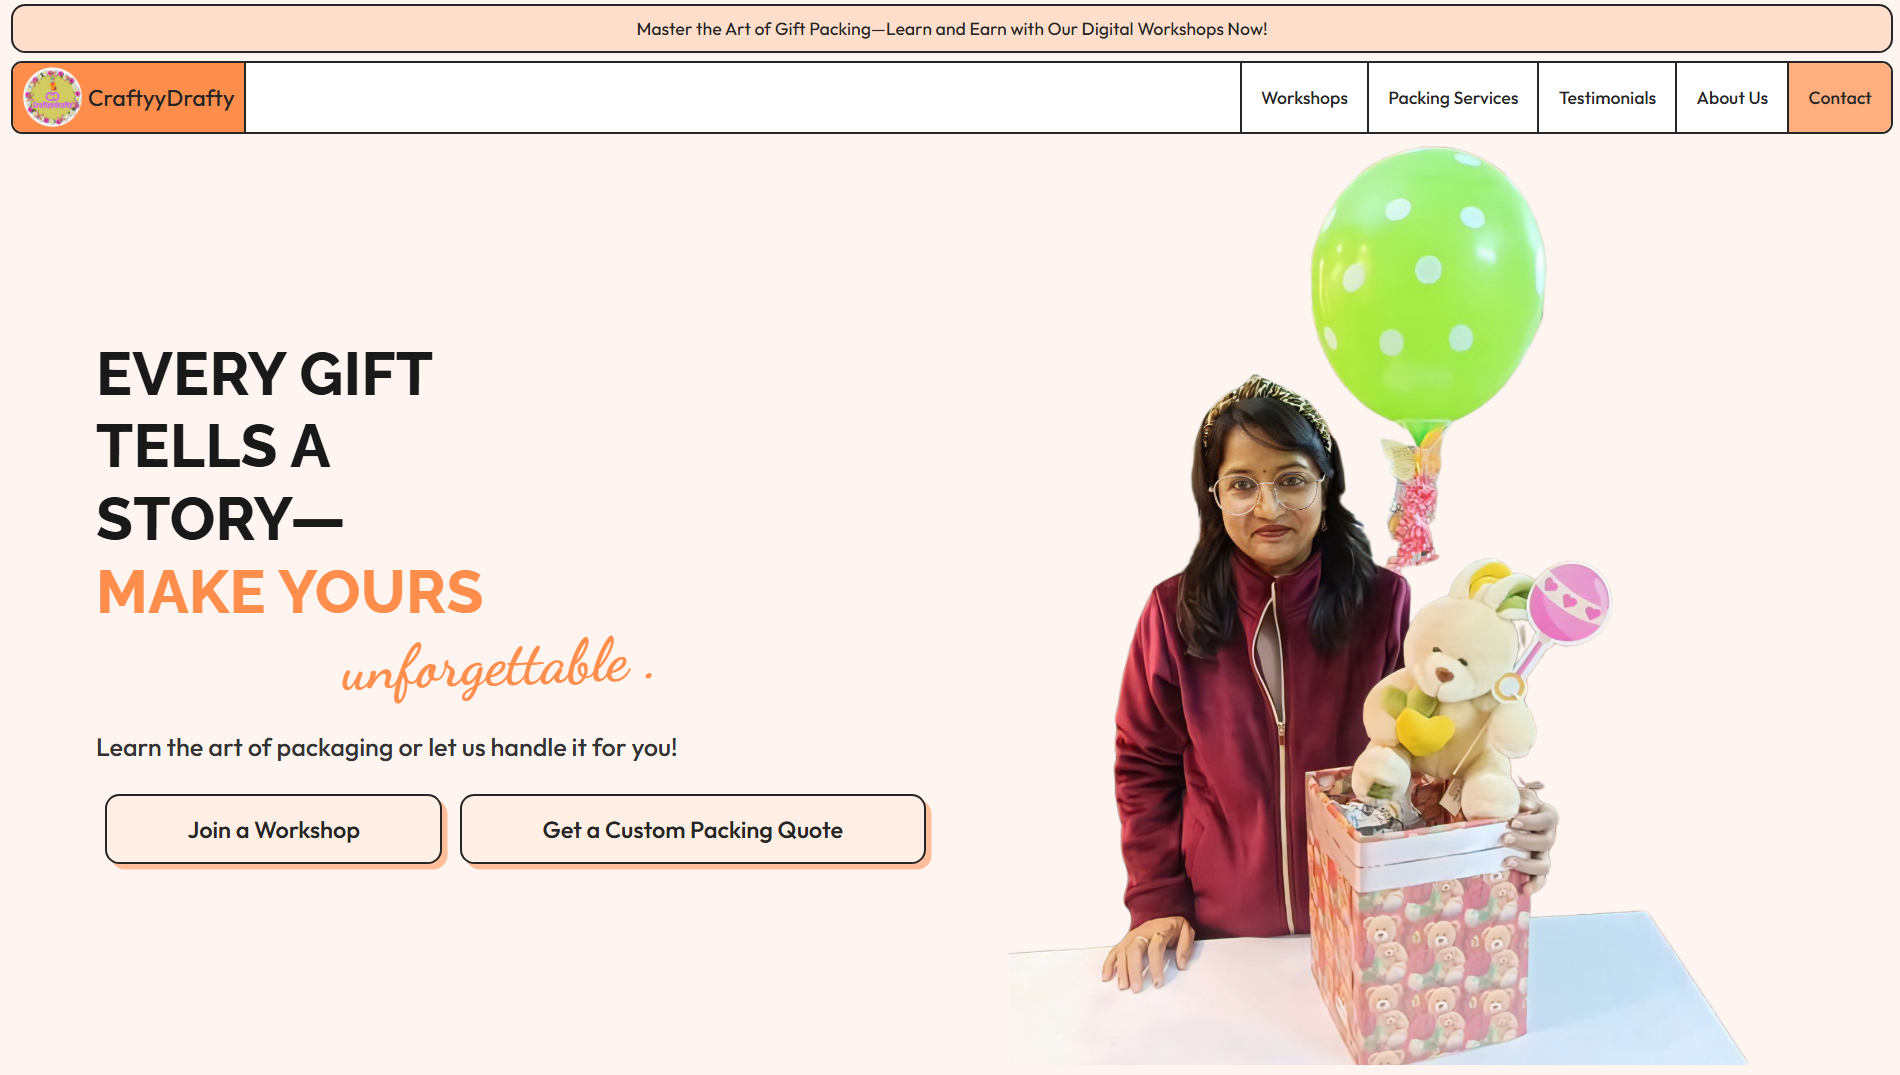 Master the Art of Gift Packing—Learn and Earn with Our Digital Workshops Now!
CraftyyDrafty
Workshops
Packing Services
Testimonials
About Us
Contact
EVERY GIFT
TELLS A
STORY—
MAKE YOURS
unforgettable .
Learn the art of packaging or let us handle it for you!
Join a Workshop
Get a Custom Packing Quote